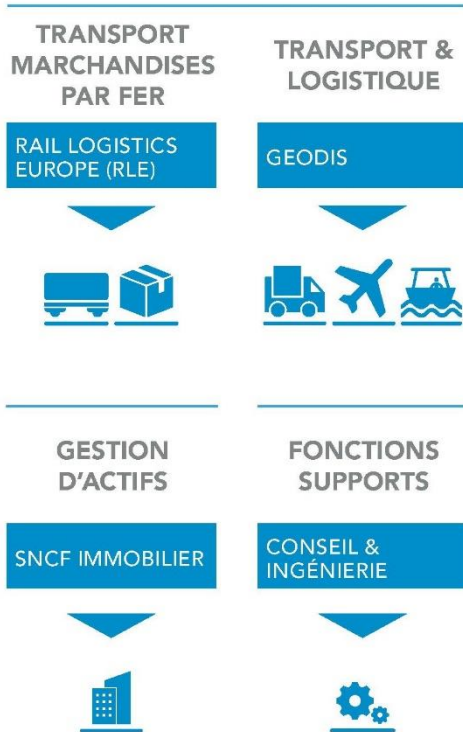 TRANSPORT
MARCHANDISES
PAR FER
RAIL LOGISTICS
EUROPE (RLE)
TRANSPORT &
LOGISTIQUE
GEODIS
GESTION
D'ACTIFS
SNCF IMMOBILIER
FONCTIONS
SUPPORTS
CONSEIL &
INGÉNIERIE